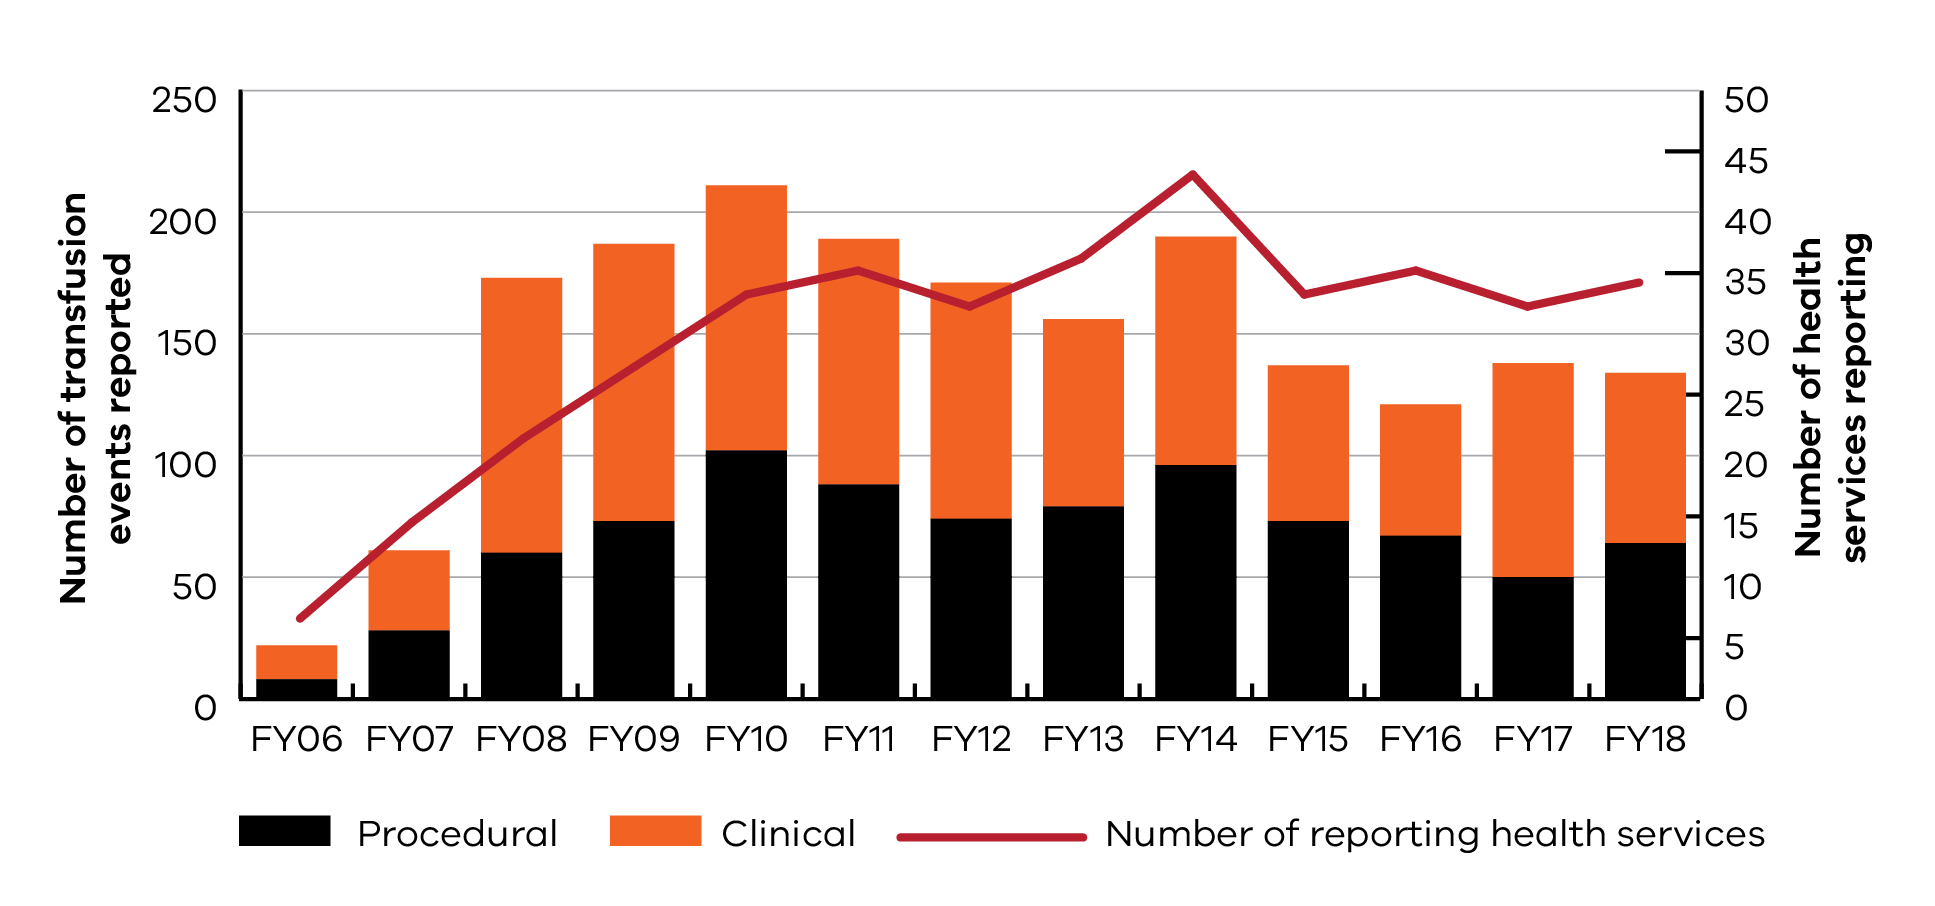 Number of transfusion
events reported
250
200
150
100
50
0
50
45
40
35
30
25
20
15
10
5
0
Number of health
services reporting
FY06 FY07 FY08 FY09 FY10 FY11 FY12 FY13 FY14 FY15 FY16 FY17 FY18
Procedural Clinical Number of reporting health services